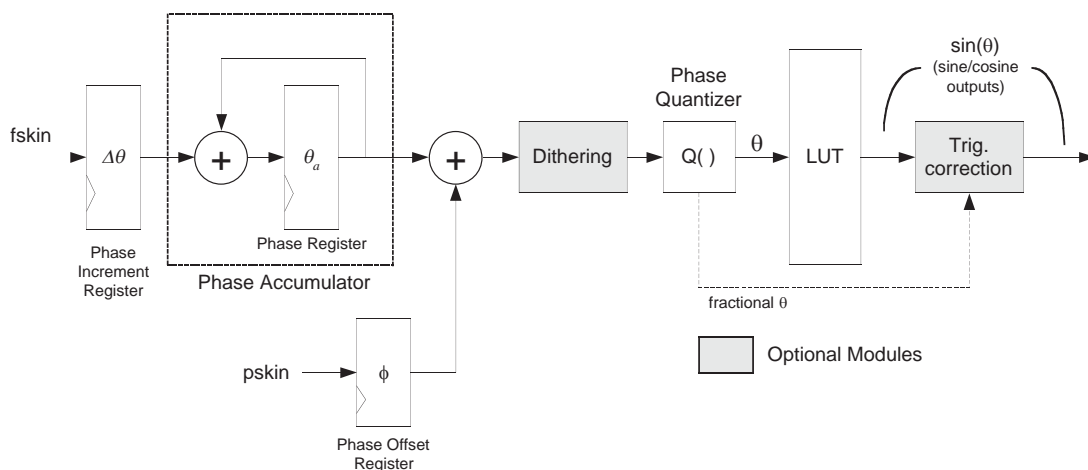 fskin
Δθ
Phase
Increment
Register
+
θa
Phase Register
Phase Accumulator
+
pskin
ϕ
Phase Offset
Register
Dithering
Phase
Quantizer
Q( )
θ
LUT
sin(θ)
(sine/cosine
outputs)
Trig.
correction
fractional θ
Optional Modules